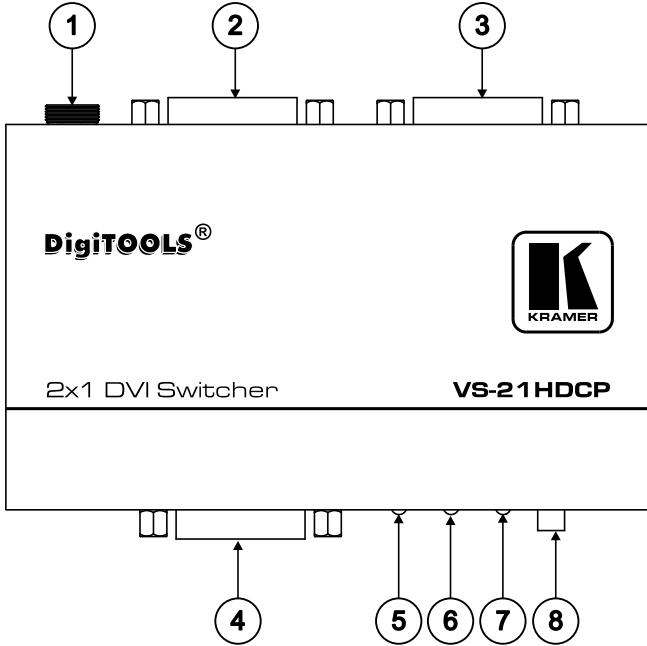 1 2 3
DigiTOOLS®
KRAMER
2x1 DVI Switcher VS-21HDCP
4 5 6 7 8